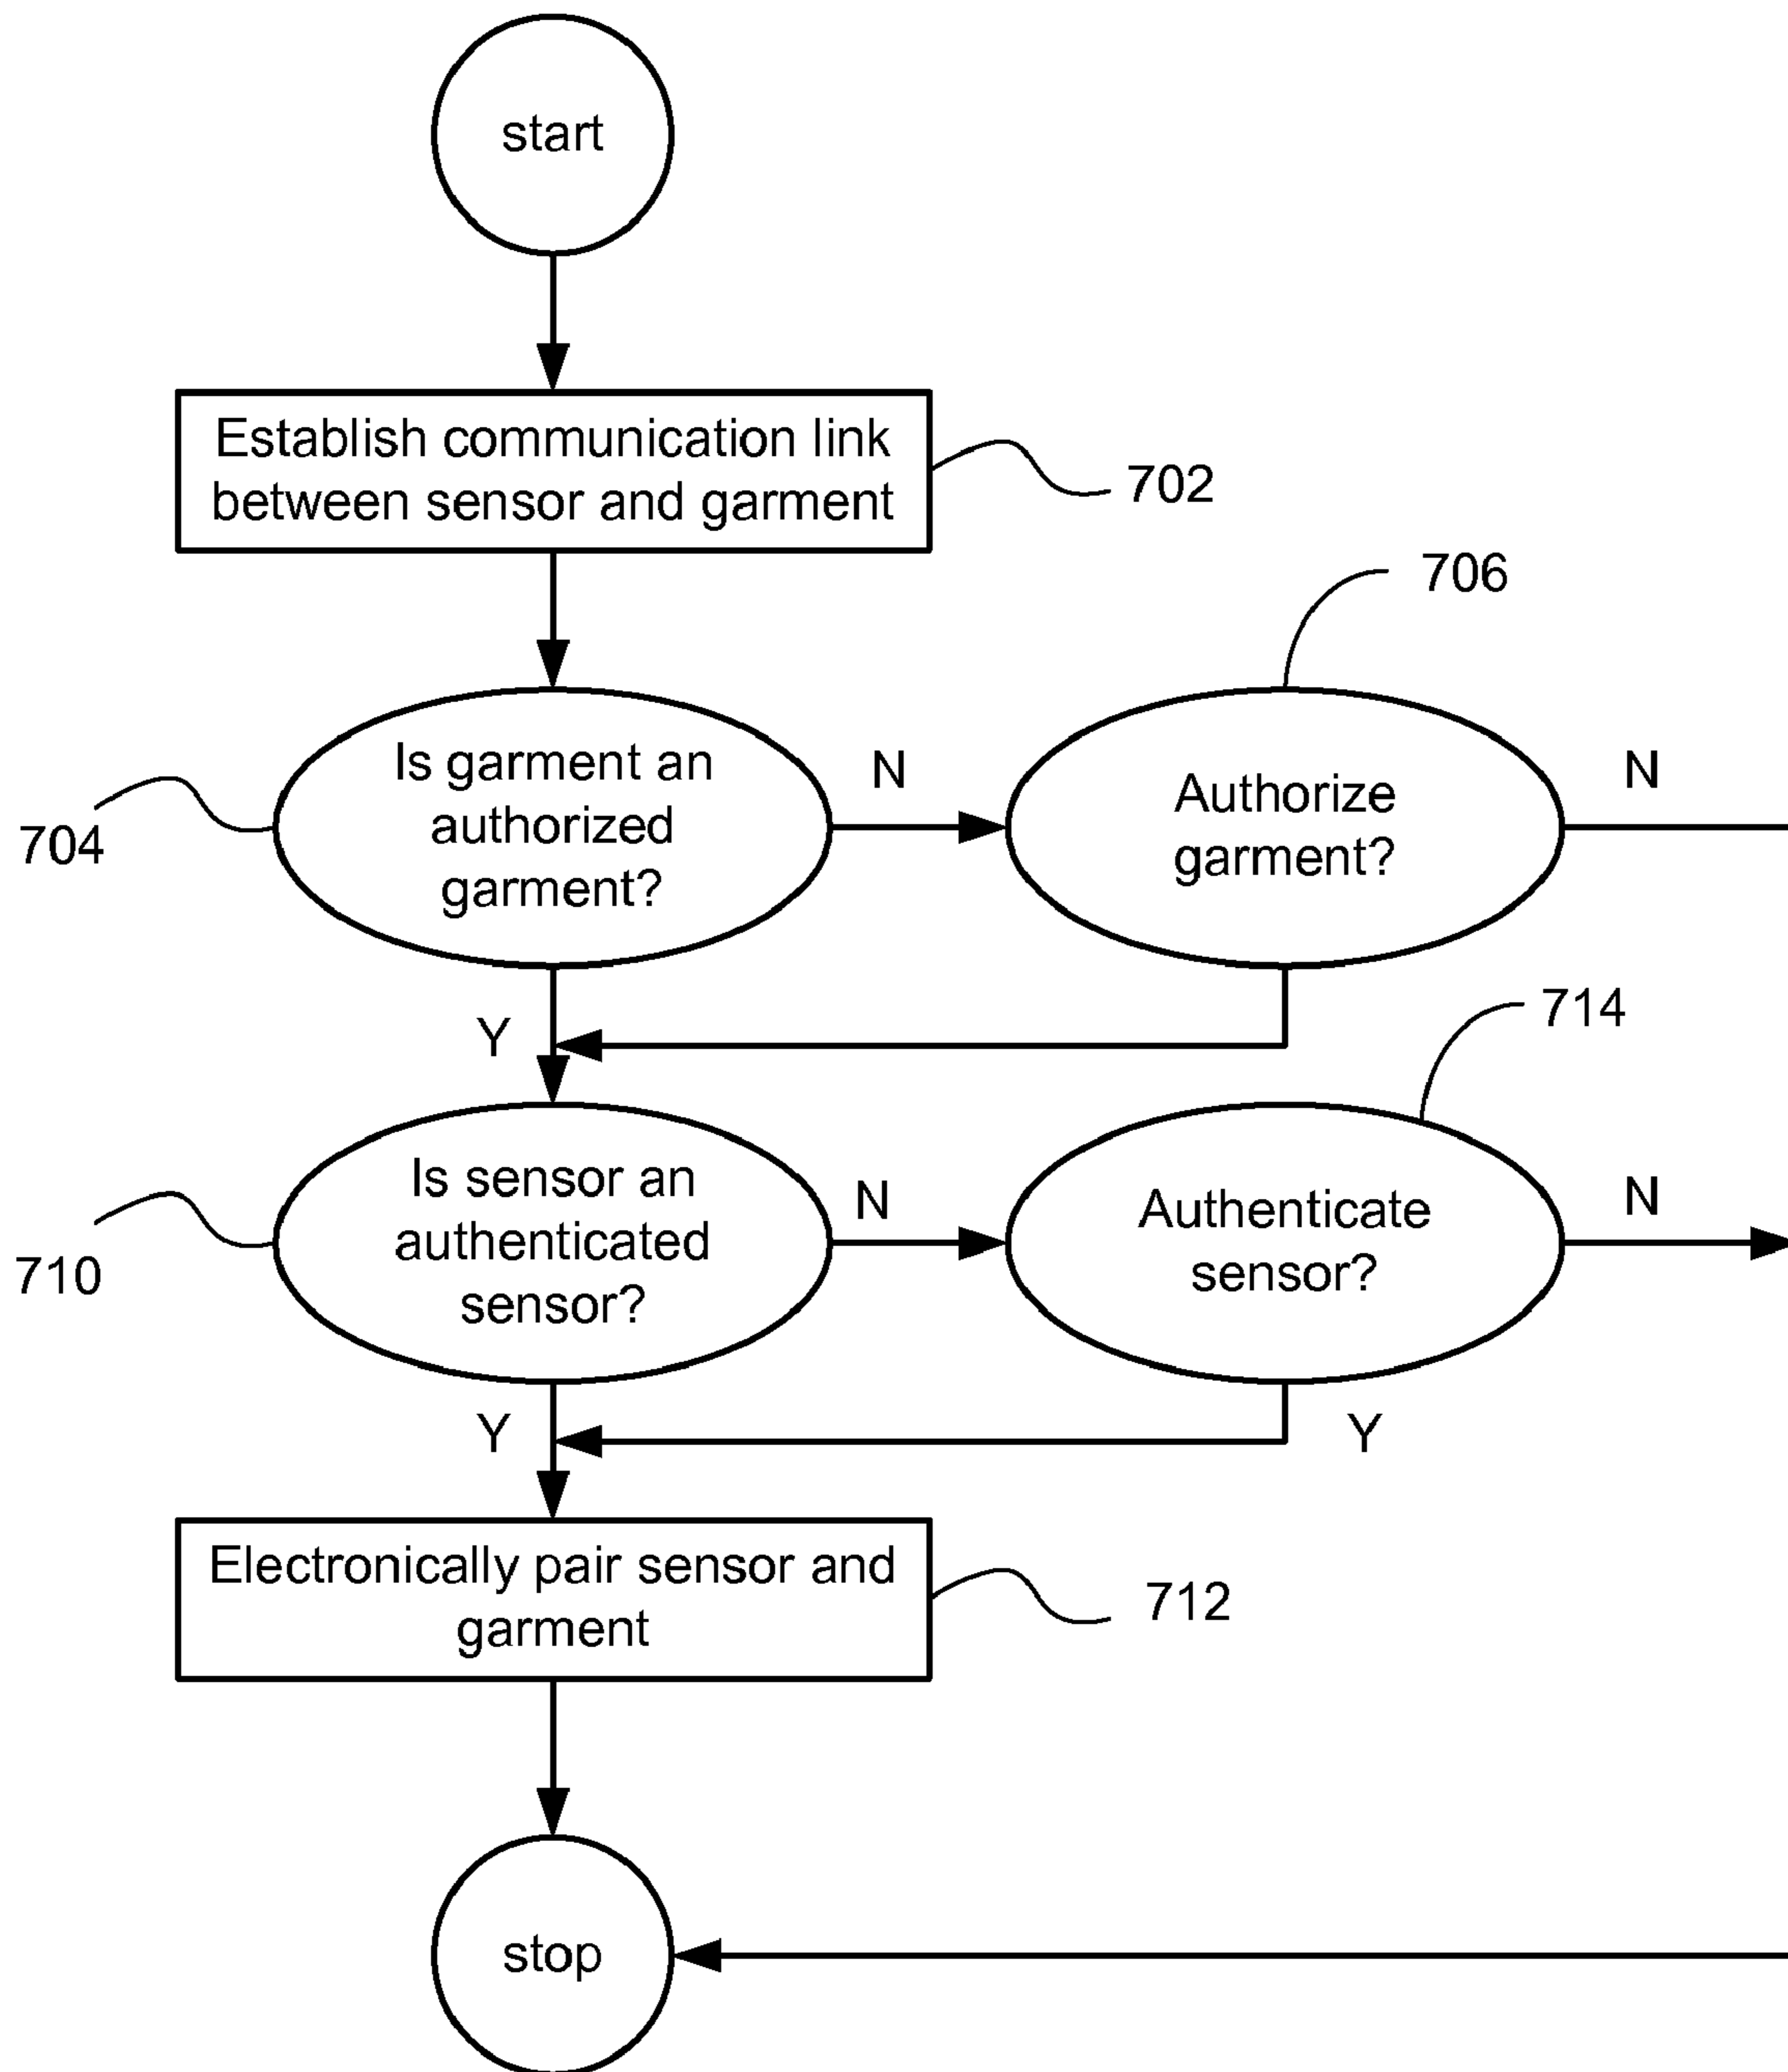 start
Establish communication link
between sensor and garment
702
706
Is garment an
authorized
garment?
N
Authorize
garment?
N
704
Y
714
Is sensor an
authenticated
sensor?
N
Authenticate
sensor?
N
710
Y
Y
Electronically pair sensor and
garment
712
stop